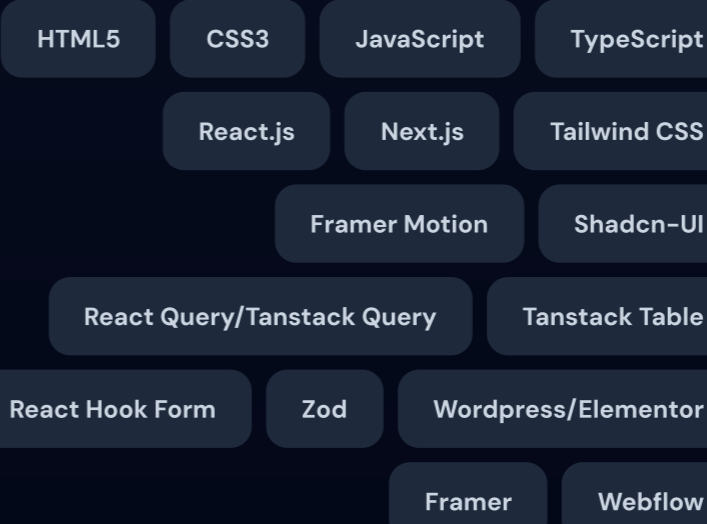 HTML5 CSS3 JavaScript TypeScript
React.js Next.js Tailwind CSS
Framer Motion Shadcn-UI
React Query/Tanstack Query Tanstack Table
React Hook Form Zod Wordpress/Elementor
Framer Webflow